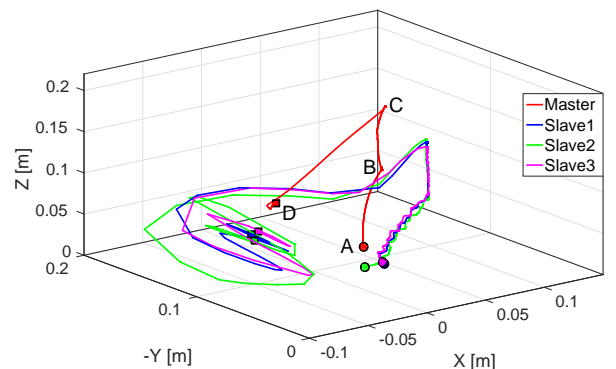 0.2
0.15
0.1
0.05
0
Z [m]
C
B
D
A
Master
Slave1
Slave2
Slave3
0.2
0.1
0
-Y [m]
-0.1
-0.05
0
0.05
0.1
X [m]